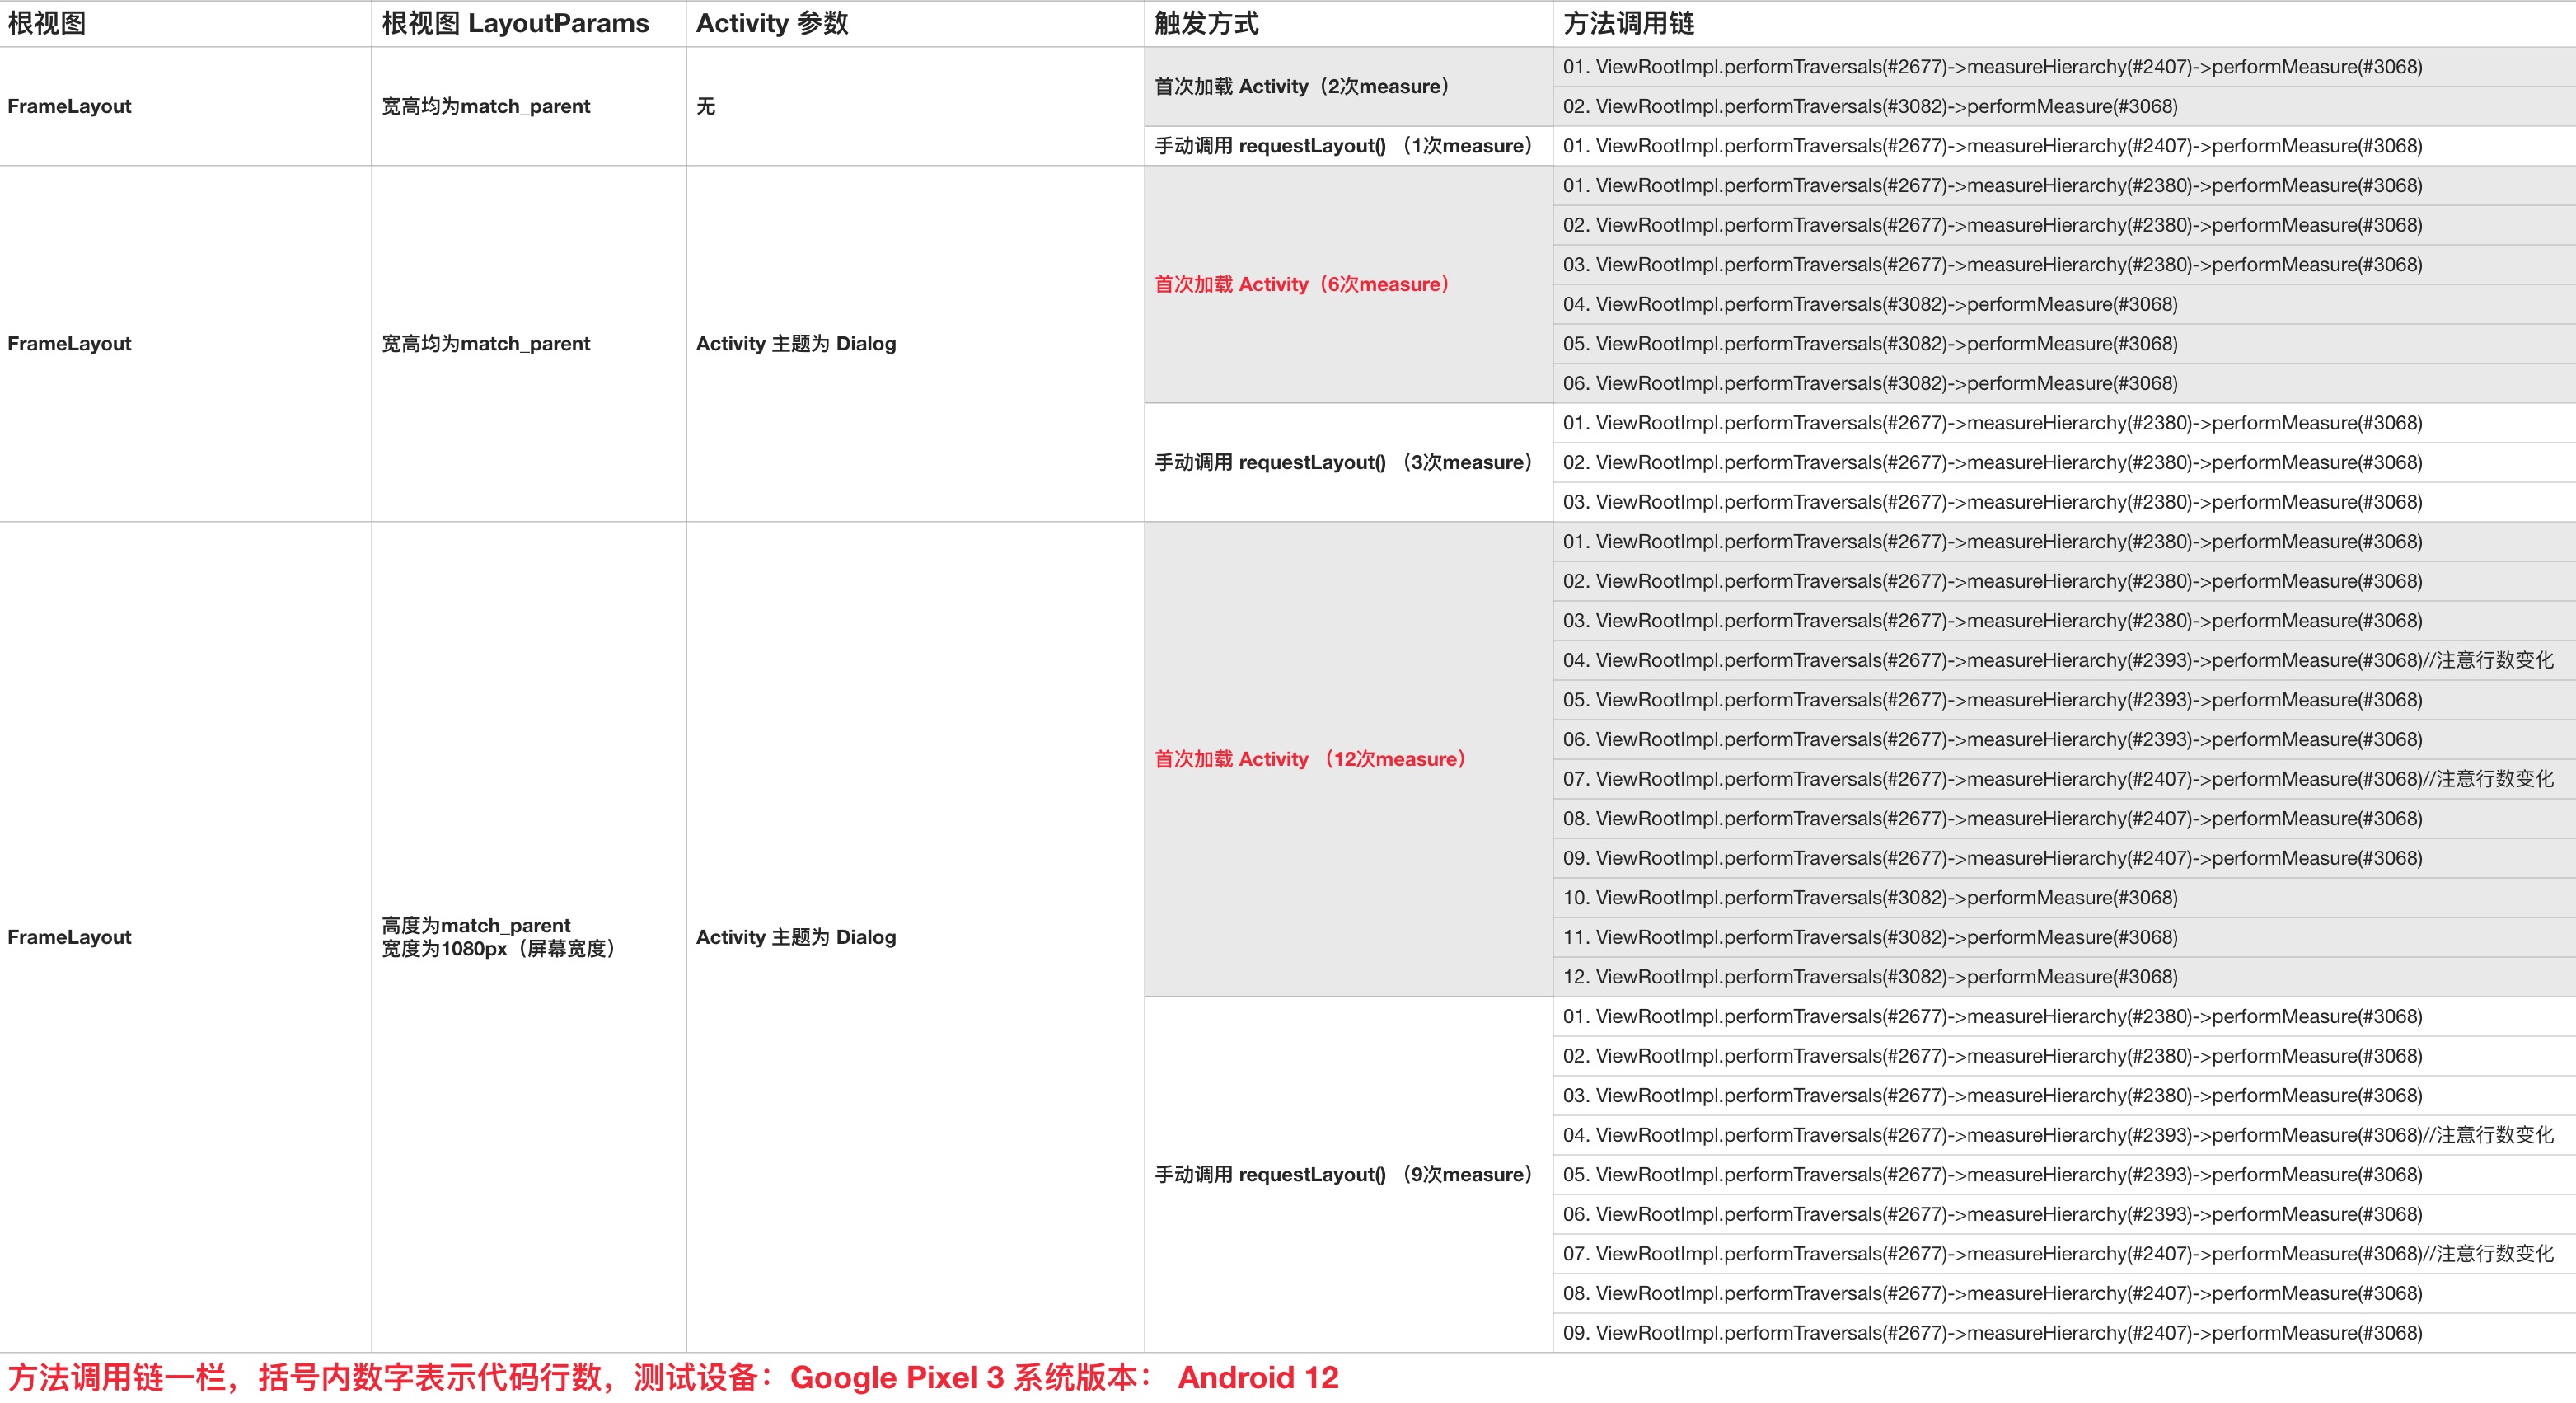 根视图
根视图 LayoutParams
Activity 参数
触发方式
方法调用链
FrameLayout
宽高均为match_parent
无
首次加载 Activity（2次measure）
01. ViewRootImpl.performTraversals(#2677)->measureHierarchy(#2407)->performMeasure(#3068)
02. ViewRootImpl.performTraversals(#3082)->performMeasure(#3068)
手动调用 requestLayout() （1次measure）
01. ViewRootImpl.performTraversals(#2677)->measureHierarchy(#2407)->performMeasure(#3068)
FrameLayout
宽高均为match_parent
Activity 主题为 Dialog
首次加载 Activity（6次measure）
01. ViewRootImpl.performTraversals(#2677)->measureHierarchy(#2380)->performMeasure(#3068)
02. ViewRootImpl.performTraversals(#2677)->measureHierarchy(#2380)->performMeasure(#3068)
03. ViewRootImpl.performTraversals(#2677)->measureHierarchy(#2380)->performMeasure(#3068)
04. ViewRootImpl.performTraversals(#3082)->performMeasure(#3068)
05. ViewRootImpl.performTraversals(#3082)->performMeasure(#3068)
06. ViewRootImpl.performTraversals(#3082)->performMeasure(#3068)
手动调用 requestLayout() （3次measure）
01. ViewRootImpl.performTraversals(#2677)->measureHierarchy(#2380)->performMeasure(#3068)
02. ViewRootImpl.performTraversals(#2677)->measureHierarchy(#2380)->performMeasure(#3068)
03. ViewRootImpl.performTraversals(#2677)->measureHierarchy(#2380)->performMeasure(#3068)
FrameLayout
高度为match_parent
宽度为1080px（屏幕宽度）
Activity 主题为 Dialog
首次加载 Activity （12次measure）
01. ViewRootImpl.performTraversals(#2677)->measureHierarchy(#2380)->performMeasure(#3068)
02. ViewRootImpl.performTraversals(#2677)->measureHierarchy(#2380)->performMeasure(#3068)
03. ViewRootImpl.performTraversals(#2677)->measureHierarchy(#2380)->performMeasure(#3068)
04. ViewRootImpl.performTraversals(#2677)->measureHierarchy(#2393)->performMeasure(#3068)//注意行数变化
05. ViewRootImpl.performTraversals(#2677)->measureHierarchy(#2393)->performMeasure(#3068)
06. ViewRootImpl.performTraversals(#2677)->measureHierarchy(#2393)->performMeasure(#3068)
07. ViewRootImpl.performTraversals(#2677)->measureHierarchy(#2407)->performMeasure(#3068)//注意行数变化
08. ViewRootImpl.performTraversals(#2677)->measureHierarchy(#2407)->performMeasure(#3068)
09. ViewRootImpl.performTraversals(#2677)->measureHierarchy(#2407)->performMeasure(#3068)
10. ViewRootImpl.performTraversals(#3082)->performMeasure(#3068)
11. ViewRootImpl.performTraversals(#3082)->performMeasure(#3068)
12. ViewRootImpl.performTraversals(#3082)->performMeasure(#3068)
手动调用 requestLayout() （9次measure）
01. ViewRootImpl.performTraversals(#2677)->measureHierarchy(#2380)->performMeasure(#3068)
02. ViewRootImpl.performTraversals(#2677)->measureHierarchy(#2380)->performMeasure(#3068)
03. ViewRootImpl.performTraversals(#2677)->measureHierarchy(#2380)->performMeasure(#3068)
04. ViewRootImpl.performTraversals(#2677)->measureHierarchy(#2393)->performMeasure(#3068)//注意行数变化
05. ViewRootImpl.performTraversals(#2677)->measureHierarchy(#2393)->performMeasure(#3068)
06. ViewRootImpl.performTraversals(#2677)->measureHierarchy(#2393)->performMeasure(#3068)
07. ViewRootImpl.performTraversals(#2677)->measureHierarchy(#2407)->performMeasure(#3068)//注意行数变化
08. ViewRootImpl.performTraversals(#2677)->measureHierarchy(#2407)->performMeasure(#3068)
09. ViewRootImpl.performTraversals(#2677)->measureHierarchy(#2407)->performMeasure(#3068)
方法调用链一栏，括号内数字表示代码行数，测试设备：Google Pixel 3 系统版本： Android 12